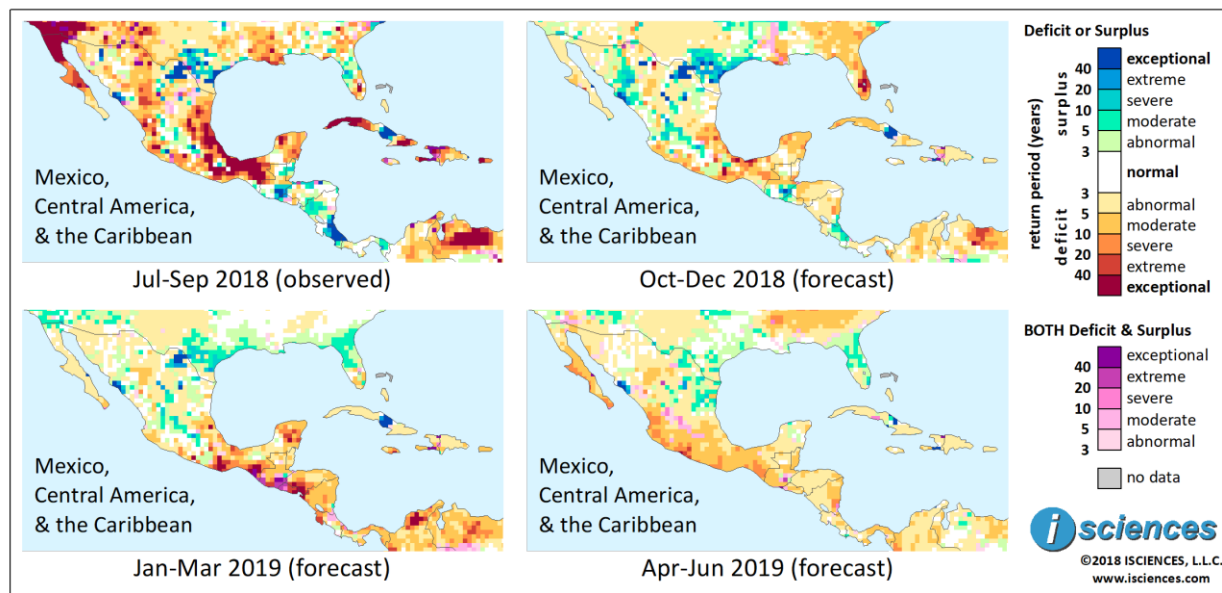 Mexico,
Central America,
& the Caribbean
Jul-Sep 2018 (observed)
Mexico,
Central America,
& the Caribbean
Oct-Dec 2018 (forecast)
Mexico,
Central America,
& the Caribbean
Jan-Mar 2019 (forecast)
Mexico,
Central America,
& the Caribbean
Apr-Jun 2019 (forecast)
Deficit or Surplus
return period (years)
surplus
deficit
exceptional
40
extreme
20
severe
10
moderate
5
abnormal
3
normal
3
abnormal
5
moderate
10
severe
20
extreme
40
exceptional
BOTH Deficit & Surplus
exceptional
40
extreme
20
severe
10
moderate
5
abnormal
3
no data
i sciences
©2018 ISCIENCES, L.L.C.
www.isciences.com